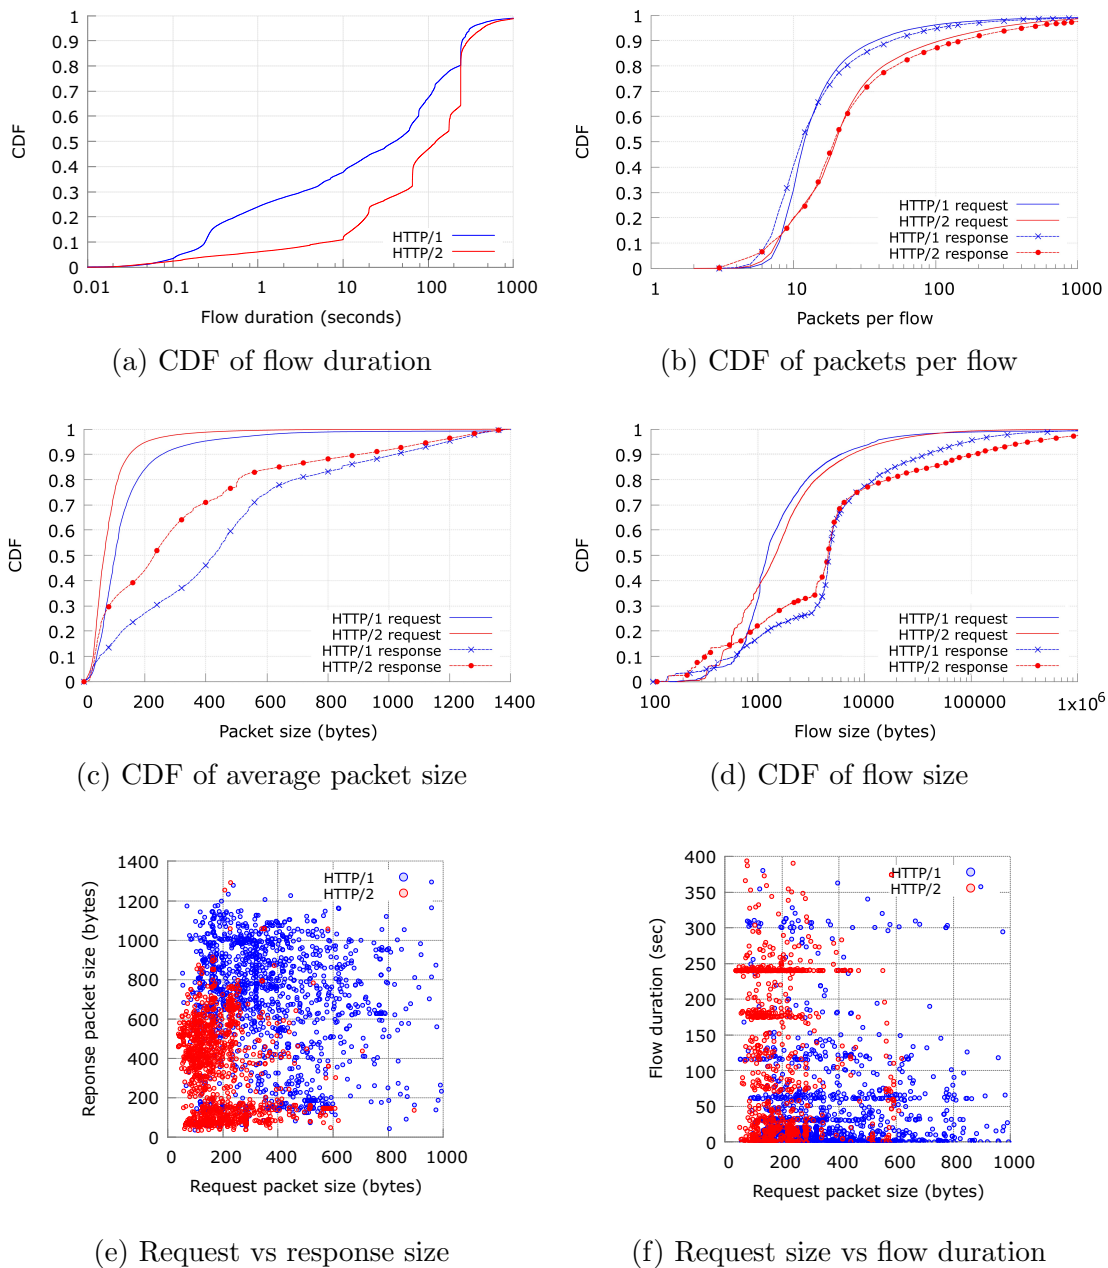 CDF
1
0.9
0.8
0.7
0.6
0.5
0.4
0.3
0.2
0.1
0
HTTP/1
HTTP/2
0.01 0.1 1 10 100 1000
Flow duration (seconds)
(a) CDF of flow duration
CDF
1
0.9
0.8
0.7
0.6
0.5
0.4
0.3
0.2
0.1
0
HTTP/1 request
HTTP/2 request
HTTP/1 response
HTTP/2 response
1 10 100 1000
Packets per flow
(b) CDF of packets per flow
CDF
1
0.9
0.8
0.7
0.6
0.5
0.4
0.3
0.2
0.1
0
HTTP/1 request
HTTP/2 request
HTTP/1 response
HTTP/2 response
0 200 400 600 800 1000 1200 1400
Packet size (bytes)
(c) CDF of average packet size
CDF
1
0.9
0.8
0.7
0.6
0.5
0.4
0.3
0.2
0.1
0
HTTP/1 request
HTTP/2 request
HTTP/1 response
HTTP/2 response
100 1000 10000 100000 1x10⁶
Flow size (bytes)
(d) CDF of flow size
Reponse packet size (bytes)
1400
1200
1000
800
600
400
200
0
HTTP/1
HTTP/2
0 200 400 600 800 1000
Request packet size (bytes)
(e) Request vs response size
Flow duration (sec)
400
350
300
250
200
150
100
50
0
HTTP/1
HTTP/2
0 200 400 600 800 1000
Request packet size (bytes)
(f) Request size vs flow duration